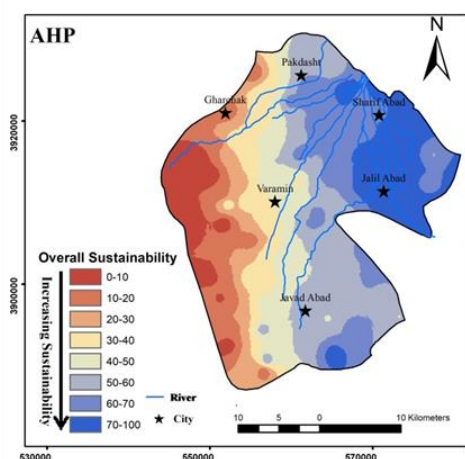 AHP
N
Pakdasht
Gharchak
Sharif Abad
Jalil Abad
Varamin
Javad Abad
3920000
3900000
Overall Sustainability
Increasing Sustainability
0-10
10-20
20-30
30-40
40-50
50-60
60-70
70-100
River
City
10 5 0 10 Kilometers
530000 550000 570000